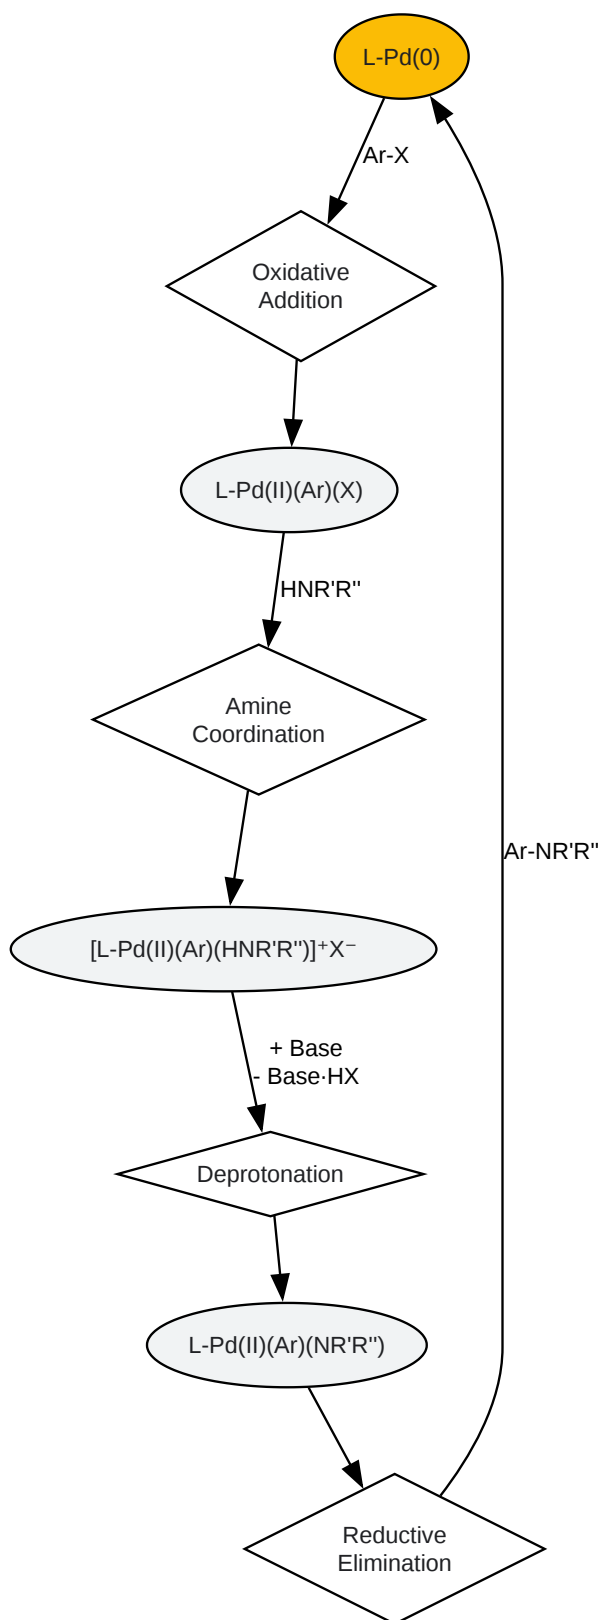 L-Pd(0)
Ar-X
Oxidative
Addition
L-Pd(II)(Ar)(X)
HNR'R''
Amine
Coordination
Ar-NR'R''
[L-Pd(II)(Ar)(HNR'R'')]⁺X⁻
+ Base
- Base·HX
Deprotonation
L-Pd(II)(Ar)(NR'R'')
Reductive
Elimination